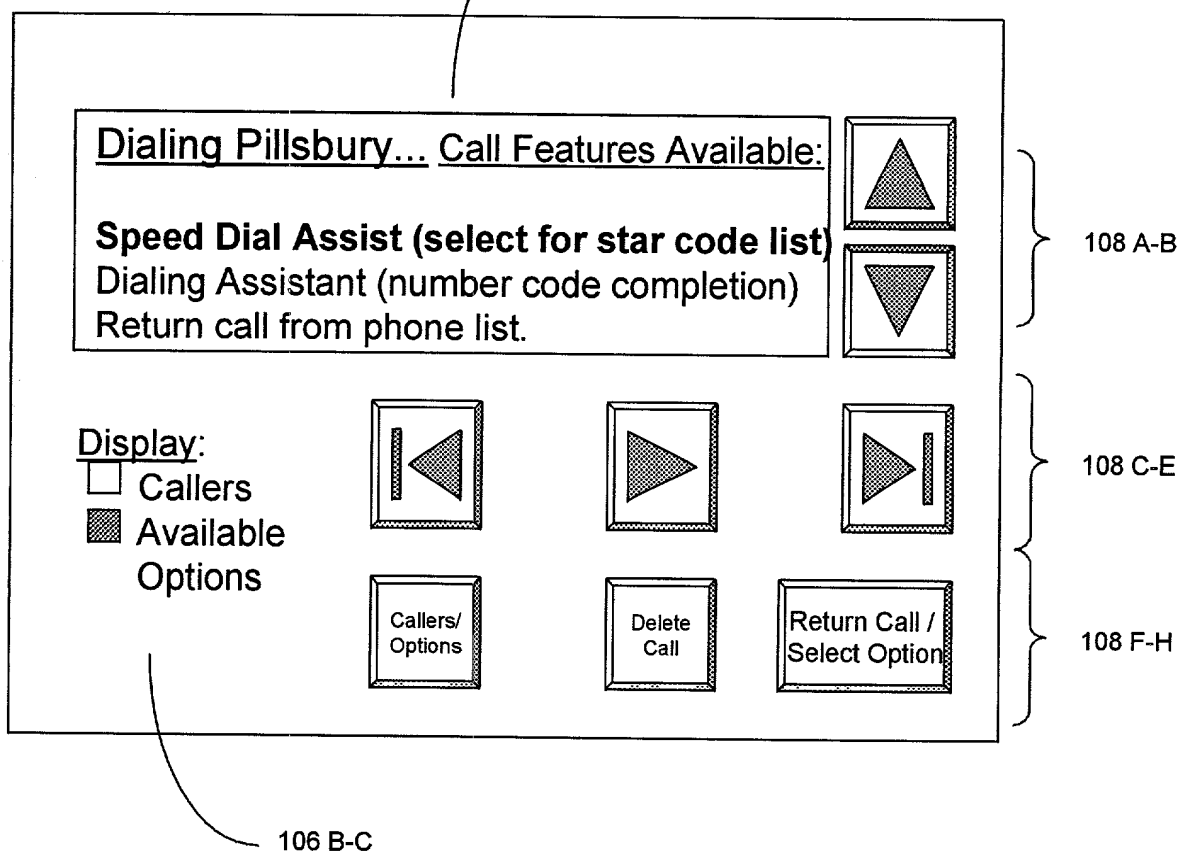 Dialing Pillsbury... Call Features Available:
Speed Dial Assist (select for star code list)
Dialing Assistant (number code completion)
Return call from phone list.
108 A-B
Display:
Callers
Available
Options
108 C-E
Callers/
Options
Delete
Call
Return Call /
Select Option
108 F-H
106 B-C